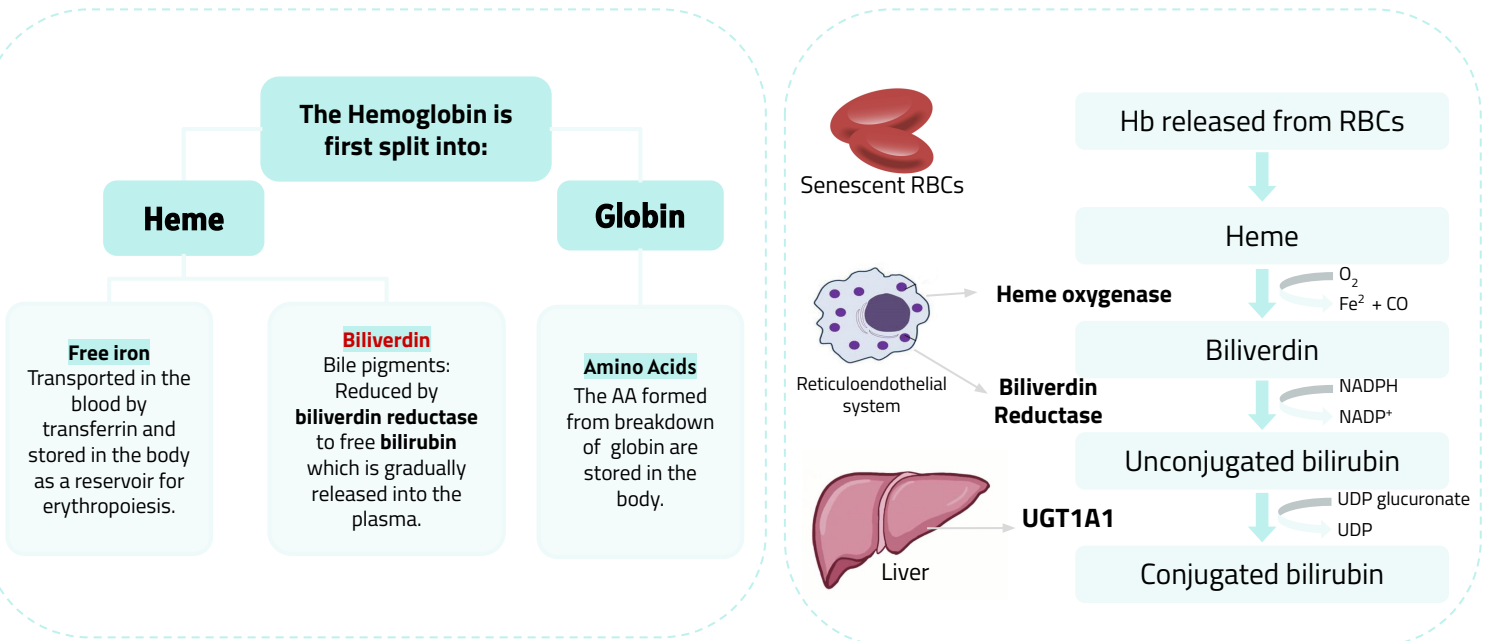 The Hemoglobin is
first split into:
Heme
Globin
Free iron
Transported in the
blood by
transferrin and
stored in the body
as a reservoir for
erythropoiesis.
Biliverdin
Bile pigments:
Reduced by
biliverdin reductase
to free bilirubin
which is gradually
released into the
plasma.
Amino Acids
The AA formed
from breakdown
of globin are
stored in the
body.
Senescent RBCs
Hb released from RBCs
Heme
Heme oxygenase
O₂
Fe² + CO
Reticuloendothelial
system
Biliverdin
Biliverdin
Reductase
NADPH
NADP⁺
Unconjugated bilirubin
Liver
UGT1A1
UDP glucuronate
UDP
Conjugated bilirubin